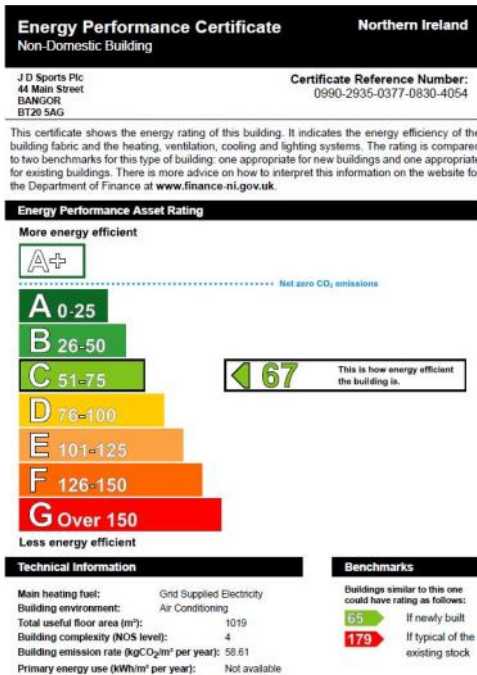 Energy Performance Certificate
Northern Ireland
Non-Domestic Building
J D Sports Plc
44 Main Street
BANGOR
BT20 5AG
Certificate Reference Number:
0990-2935-0377-0830-4054
This certificate shows the energy rating of this building. It indicates the energy efficiency of the
building fabric and the heating, ventilation, cooling and lighting systems. The rating is compared
to two benchmarks for this type of building: one appropriate for new buildings and one appropriate
for existing buildings. There is more advice on how to interpret this information on the website fo
the Department of Finance at www.finance-ni.gov.uk.
Energy Performance Asset Rating
More energy efficient
A+
Net zero CO₂ emissions
A 0-25
B 26-50
C 51-75
67
This is how energy efficient
the building is.
D 76-100
E 101-125
F 126-150
G Over 150
Less energy efficient
Technical Information
Main heating fuel: Grid Supplied Electricity
Building environment: Air Conditioning
Total useful floor area (m²): 1019
Building complexity (NOS level): 4
Building emission rate (kgCO₂/m² per year): 58.61
Primary energy use (kWh/m² per year): Not available
Benchmarks
Buildings similar to this one
could have rating as follows:
65 If newly built
179 If typical of the
existing stock